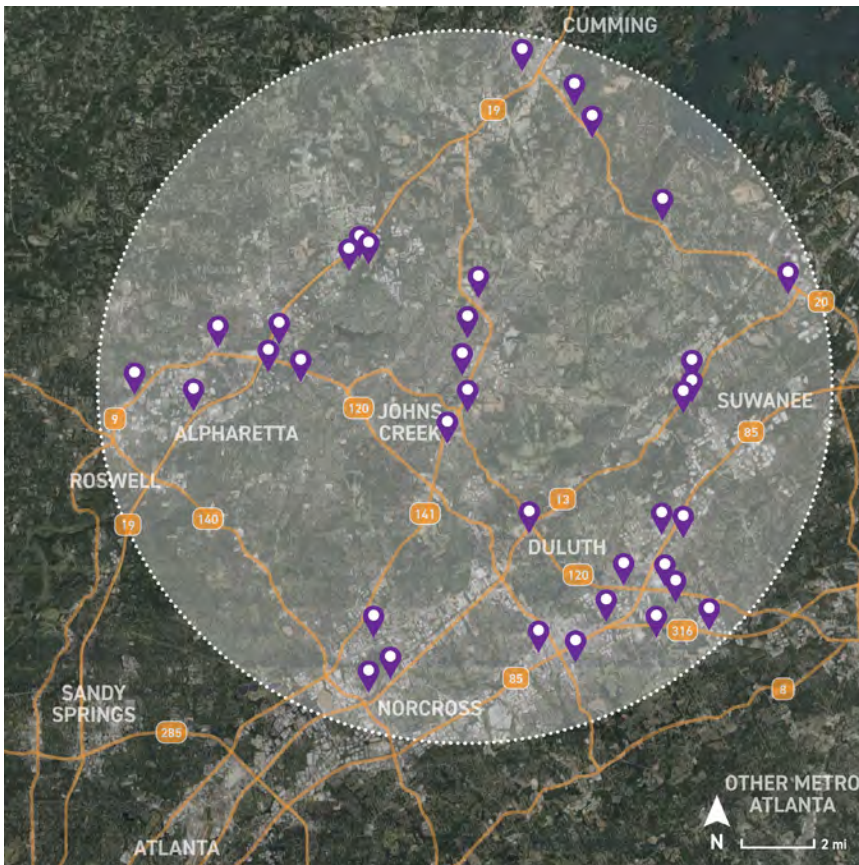 CUMMING
19
20
9
120
JOHNS
CREEK
SUWANEE
85
ALPHARETTA
ROSWELL
19
140
141
13
DULUTH
120
316
85
8
SANDY
SPRINGS
NORCROSS
285
OTHER METRO
ATLANTA
N
2 mi
ATLANTA